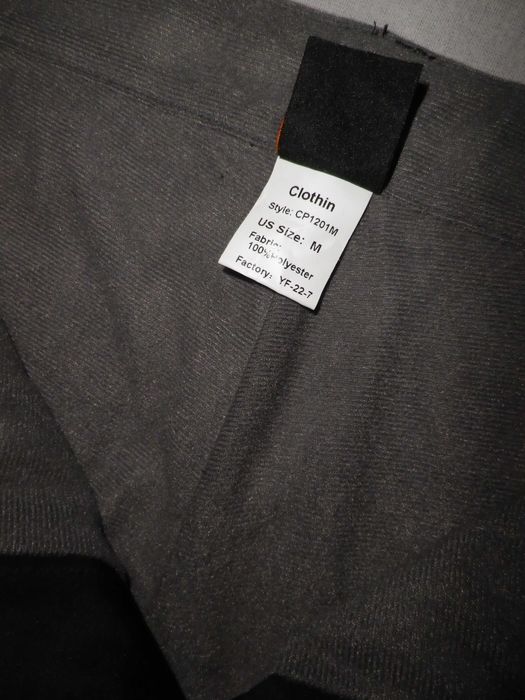 Clothin
Style: CP1201M
US Size: M
Fabric:
100%Polyester
Factory: YF-22-7